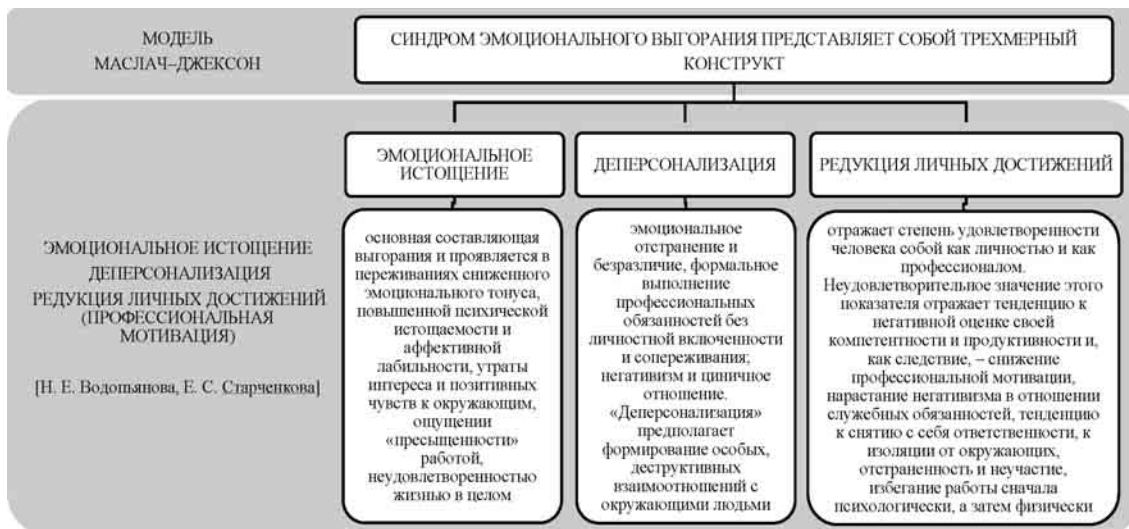 МОДЕЛЬ
МАСЛАЧ–ДЖЕКСОН
СИНДРОМ ЭМОЦИОНАЛЬНОГО ВЫГОРАНИЯ ПРЕДСТАВЛЯЕТ СОБОЙ ТРЕХМЕРНЫЙ
КОНСТРУКТ
ЭМОЦИОНАЛЬНОЕ ИСТОЩЕНИЕ
ДЕПЕРСОНАЛИЗАЦИЯ
РЕДУКЦИЯ ЛИЧНЫХ ДОСТИЖЕНИЙ
(ПРОФЕССИОНАЛЬНАЯ
МОТИВАЦИЯ)
[Н. Е. Водопьянова, Е. С. Старченкова]
ЭМОЦИОНАЛЬНОЕ
ИСТОЩЕНИЕ
основная составляющая
выгорания и проявляется в
переживаниях сниженного
эмоционального тонуса,
повышенной психической
истощаемости и
аффективной
лабильности, утраты
интереса и позитивных
чувств к окружающим,
ощущении
«пресыщенности»
работой,
неудовлетворенностью
жизнью в целом
ДЕПЕРСОНАЛИЗАЦИЯ
эмоциональное
отстранение и
безразличие, формальное
выполнение
профессиональных
обязанностей без
личностной включенности
и сопереживания;
негативизм и циничное
отношение.
«Деперсонализация»
предполагает
формирование особых,
деструктивных
взаимоотношений с
окружающими людьми
РЕДУКЦИЯ ЛИЧНЫХ ДОСТИЖЕНИЙ
отражает степень удовлетворенности
человека собой как личностью и как
профессионалом.
Неудовлетворительное значение этого
показателя отражает тенденцию к
негативной оценке своей
компетентности и продуктивности и,
как следствие, – снижение
профессиональной мотивации,
нарастание негативизма в отношении
служебных обязанностей, тенденцию
к снятию с себя ответственности, к
изоляции от окружающих,
отстраненность и неучастие,
избегание работы сначала
психологически, а затем физически